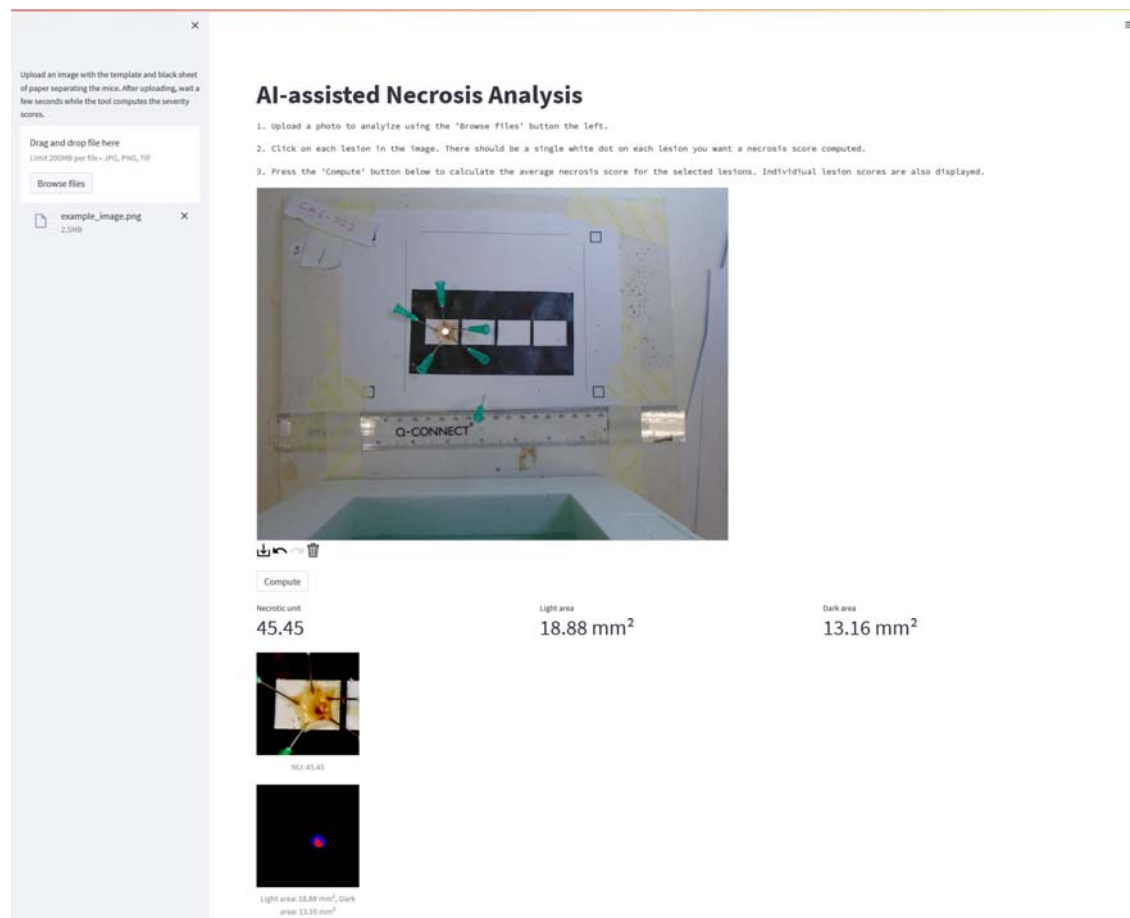 Upload an image with the template and black sheet
of paper separating the mice. After uploading, wait a
few seconds while the tool computes the severity
scores.
Drag and drop file here
Limit 200MB per file • JPG, PNG, TIF
Browse files
example_image.png
2.5MB
AI-assisted Necrosis Analysis
1. Upload a photo to analyize using the 'Browse files' button the left.
2. Click on each lesion in the image. There should be a single white dot on each lesion you want a necrosis score computed.
3. Press the 'Compute' button below to calculate the average necrosis score for the selected lesions. Individiual lesion scores are also displayed.
Q-CONNECT
Compute
Necrotic unit
45.45
Light area
18.88 mm²
Dark area
13.16 mm²
NU: 45.45
Light area: 18.88 mm², Dark
area: 13.16 mm²